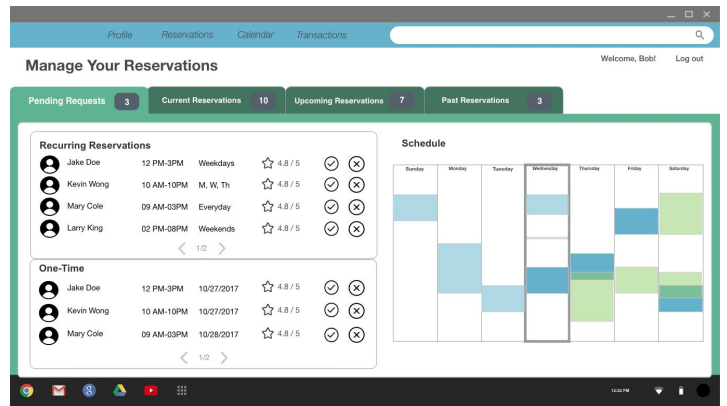 Profile Reservations Calendar Transactions
Manage Your Reservations
Welcome, Bob! Log out
Pending Requests 3 Current Reservations 10 Upcoming Reservations 7 Past Reservations 3
Recurring Reservations
Jake Doe 12 PM-3PM Weekdays 4.8 / 5
Kevin Wong 10 AM-10PM M, W, Th 4.8 / 5
Mary Cole 09 AM-03PM Everyday 4.8 / 5
Larry King 02 PM-08PM Weekends 4.8 / 5
1/2
One-Time
Jake Doe 12 PM-3PM 10/27/2017 4.8 / 5
Kevin Wong 10 AM-10PM 10/27/2017 4.8 / 5
Mary Cole 09 AM-03PM 10/28/2017 4.8 / 5
1/2
Schedule
Sunday Monday Tuesday Wednesday Thursday Friday Saturday
12:32 PM